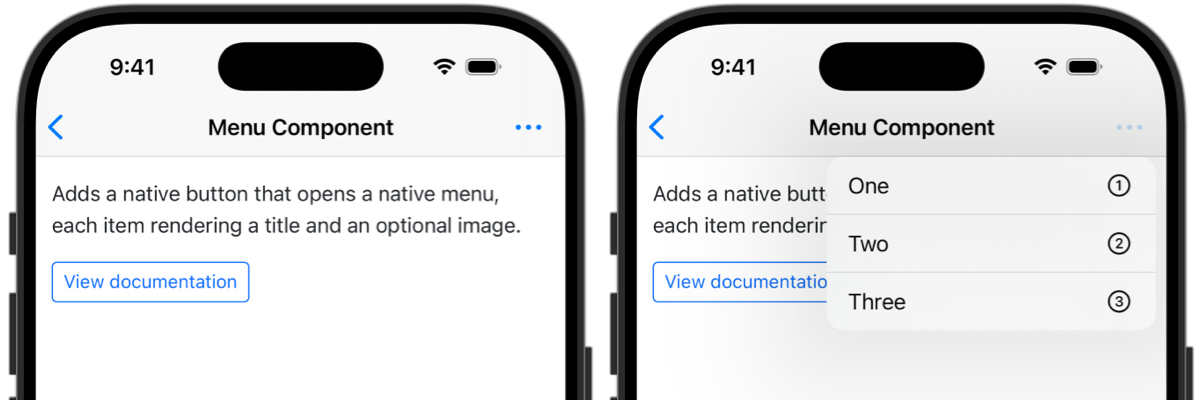 9:41
Menu Component
Adds a native button that opens a native menu,
each item rendering a title and an optional image.
View documentation
9:41
Menu Component
Adds a native butt
each item renderin
View documentatio
One 1
Two 2
Three 3